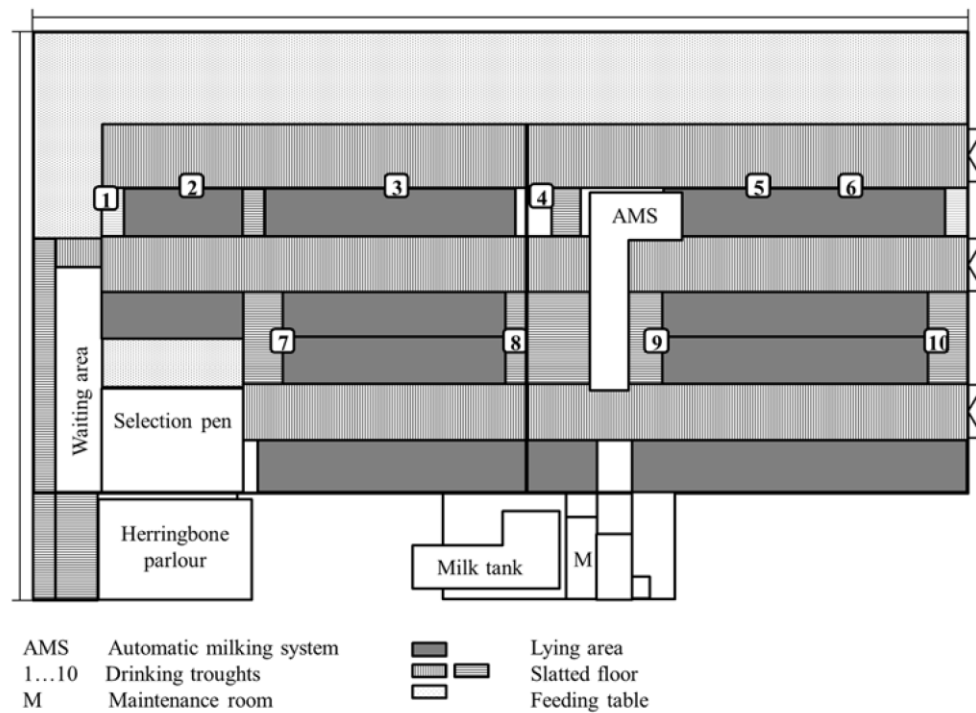 1
2
3
4
5
6
AMS
7
8
9
10
Waiting area
Selection pen
Herringbone
parlour
Milk tank
M
AMS Automatic milking system
1...10 Drinking troughts
M Maintenance room
Lying area
Slatted floor
Feeding table